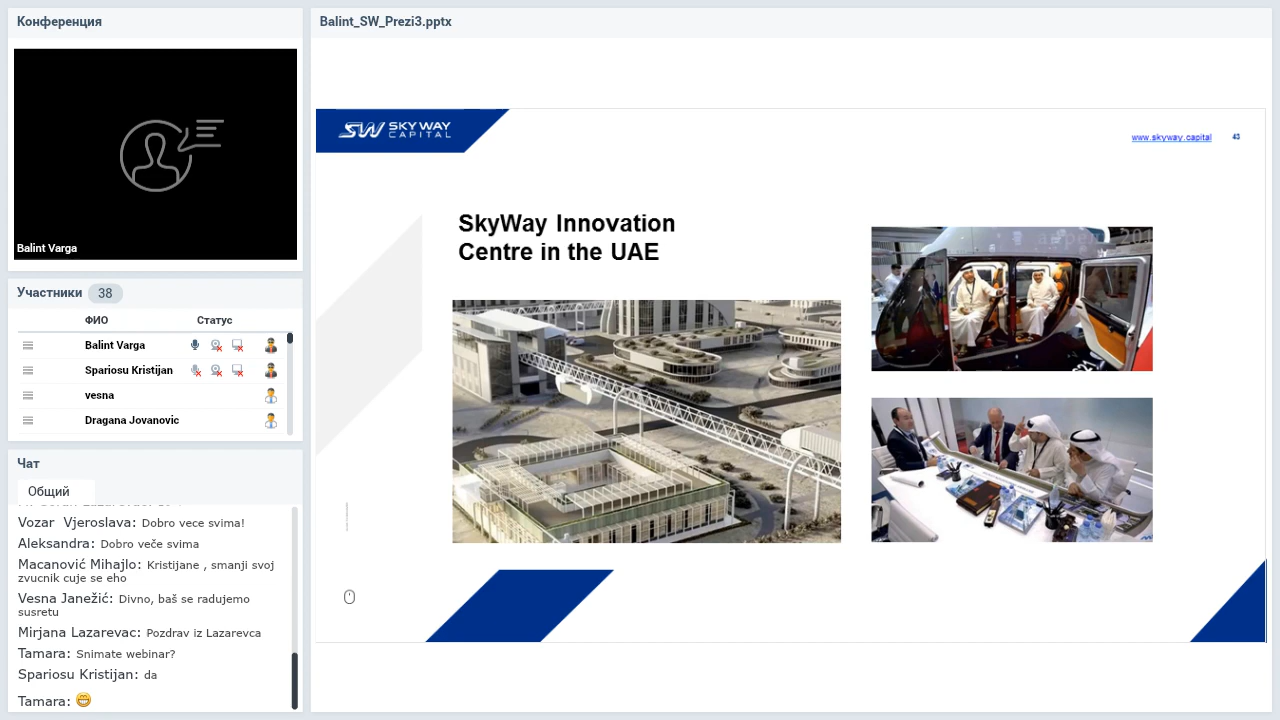 Конференция
Balint Varga
Участники 38
ФИО Статус
Balint Varga
Spariosu Kristijan
vesna
Dragana Jovanovic
Чат
Общий
Vozar Vjeroslava: Dobro vece svima!
Aleksandra: Dobro veče svima
Macanović Mihajlo: Kristijane , smanji svoj
zvucnik cuje se eho
Vesna Janežić: Divno, baš se radujemo
susretu
Mirjana Lazarevac: Pozdrav iz Lazarevca
Tamara: Snimate webinar?
Spariosu Kristijan: da
Tamara: 😁
Balint_SW_Prezi3.pptx
SW SKY WAY
CAPITAL
www.skyway.capital 43
SkyWay Innovation
Centre in the UAE